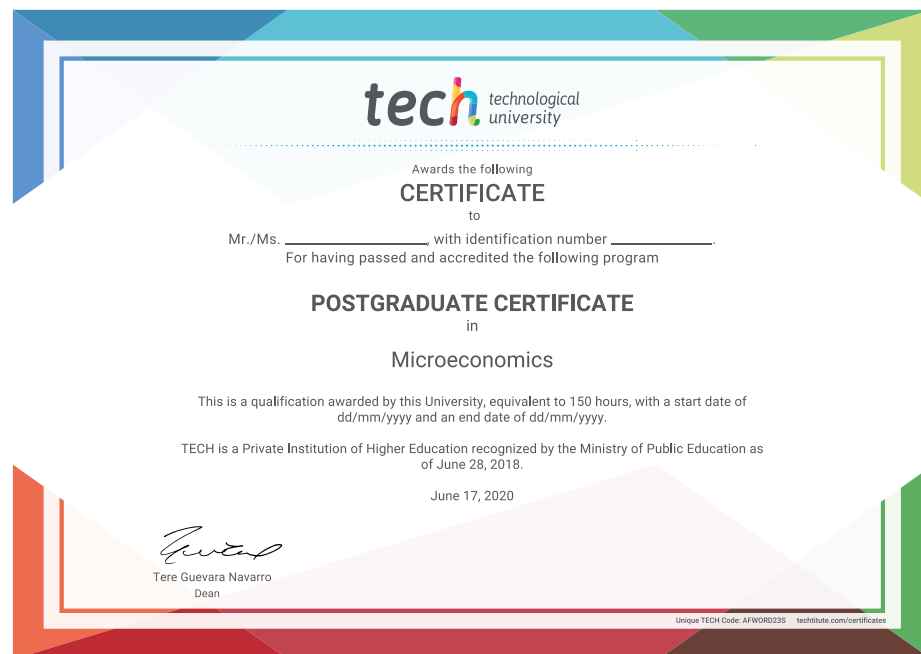 tech technological
university
Awards the following
CERTIFICATE
to
Mr./Ms. ____________________, with identification number ______________.
For having passed and accredited the following program
POSTGRADUATE CERTIFICATE
in
Microeconomics
This is a qualification awarded by this University, equivalent to 150 hours, with a start date of
dd/mm/yyyy and an end date of dd/mm/yyyy.
TECH is a Private Institution of Higher Education recognized by the Ministry of Public Education as
of June 28, 2018.
June 17, 2020
Tere Guevara Navarro
Dean
Unique TECH Code: AFWORD23S techtitute.com/certificates